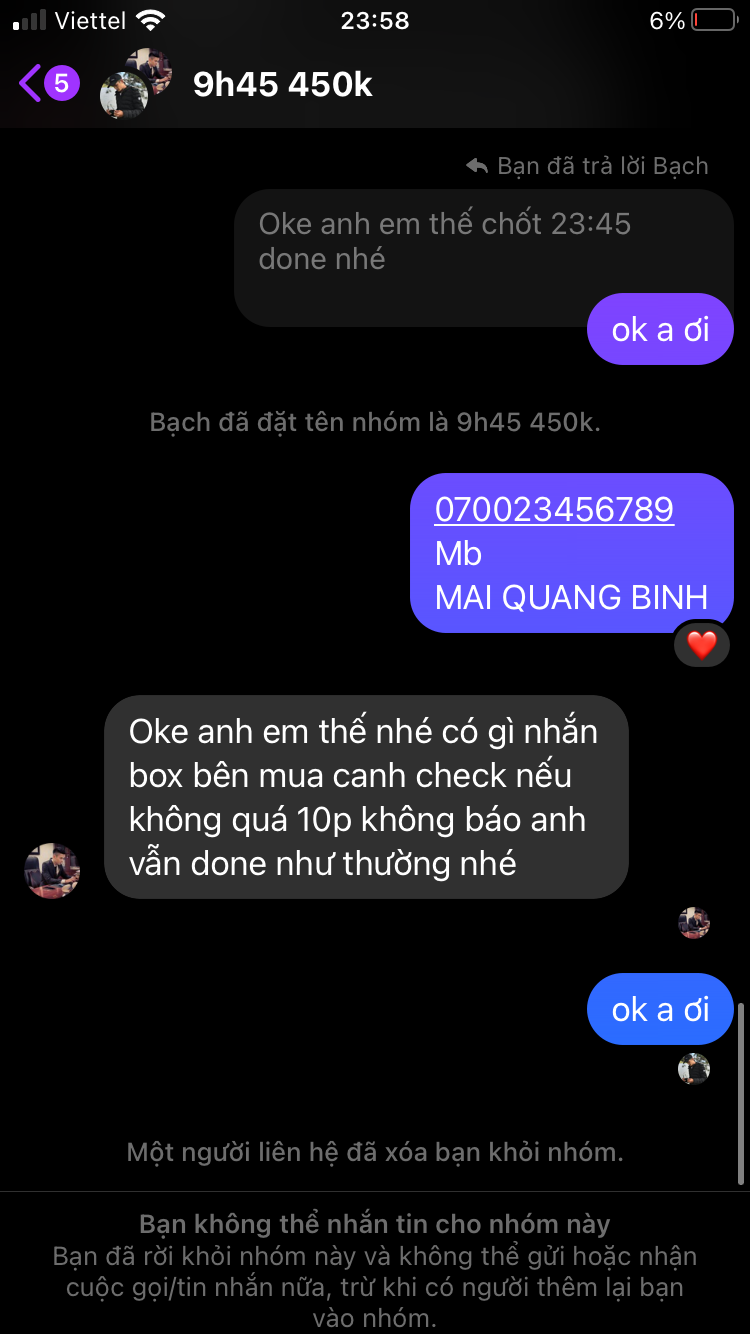 Viettel 23:58 6%
5 9h45 450k
Bạn đã trả lời Bạch
Oke anh em thế chốt 23:45
done nhé
ok a ơi
Bạch đã đặt tên nhóm là 9h45 450k.
070023456789
Mb
MAI QUANG BINH
Oke anh em thế nhé có gì nhắn
box bên mua canh check nếu
không quá 10p không báo anh
vẫn done như thường nhé
ok a ơi
Một người liên hệ đã xóa bạn khỏi nhóm.
Bạn không thể nhắn tin cho nhóm này
Bạn đã rời khỏi nhóm này và không thể gửi hoặc nhận
cuộc gọi/tin nhắn nữa, trừ khi có người thêm lại bạn
vào nhóm.